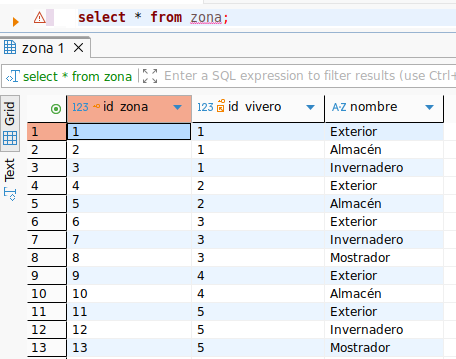 select * from zona;
zona 1
select * from zona Enter a SQL expression to filter results (use Ctrl+
Grid
Text
123 id_zona 123 id_vivero A-Z nombre
1 1 1 Exterior
2 2 1 Almacén
3 3 1 Invernadero
4 4 2 Exterior
5 5 2 Almacén
6 6 3 Exterior
7 7 3 Invernadero
8 8 3 Mostrador
9 9 4 Exterior
10 10 4 Almacén
11 11 5 Exterior
12 12 5 Invernadero
13 13 5 Mostrador